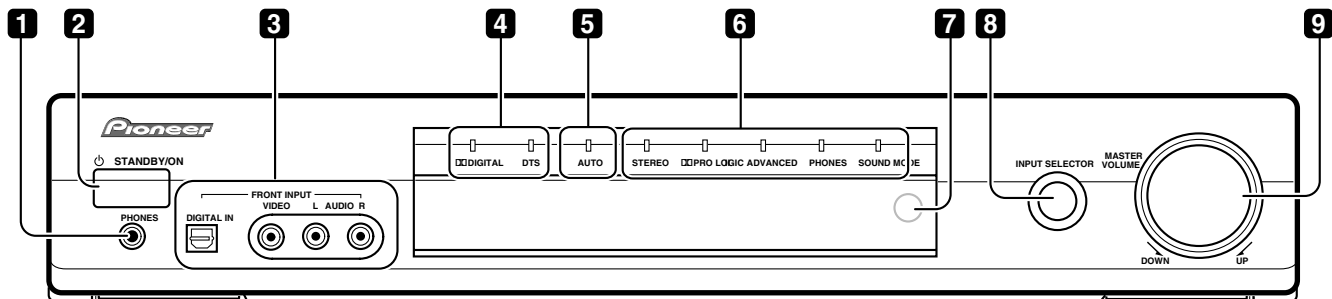 1 2 3 4 5 6 7 8 9
Pioneer
STANDBY/ON
PHONES
FRONT INPUT
DIGITAL IN VIDEO L AUDIO R
DIGITAL DTS AUTO STEREO PRO LOGIC ADVANCED PHONES SOUND MODE
INPUT SELECTOR
MASTER
VOLUME
DOWN UP